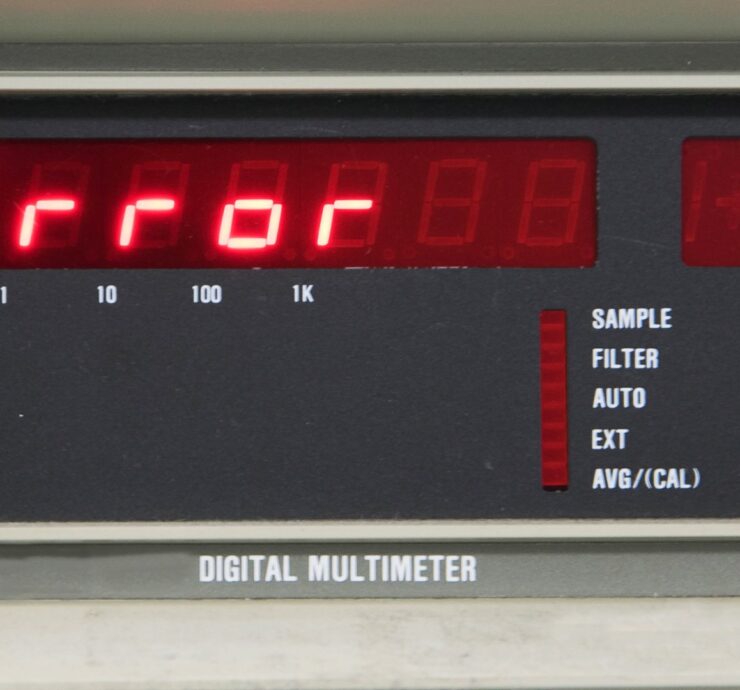 rror
1 10 100 1K
SAMPLE
FILTER
AUTO
EXT
AVG/(CAL)
DIGITAL MULTIMETER